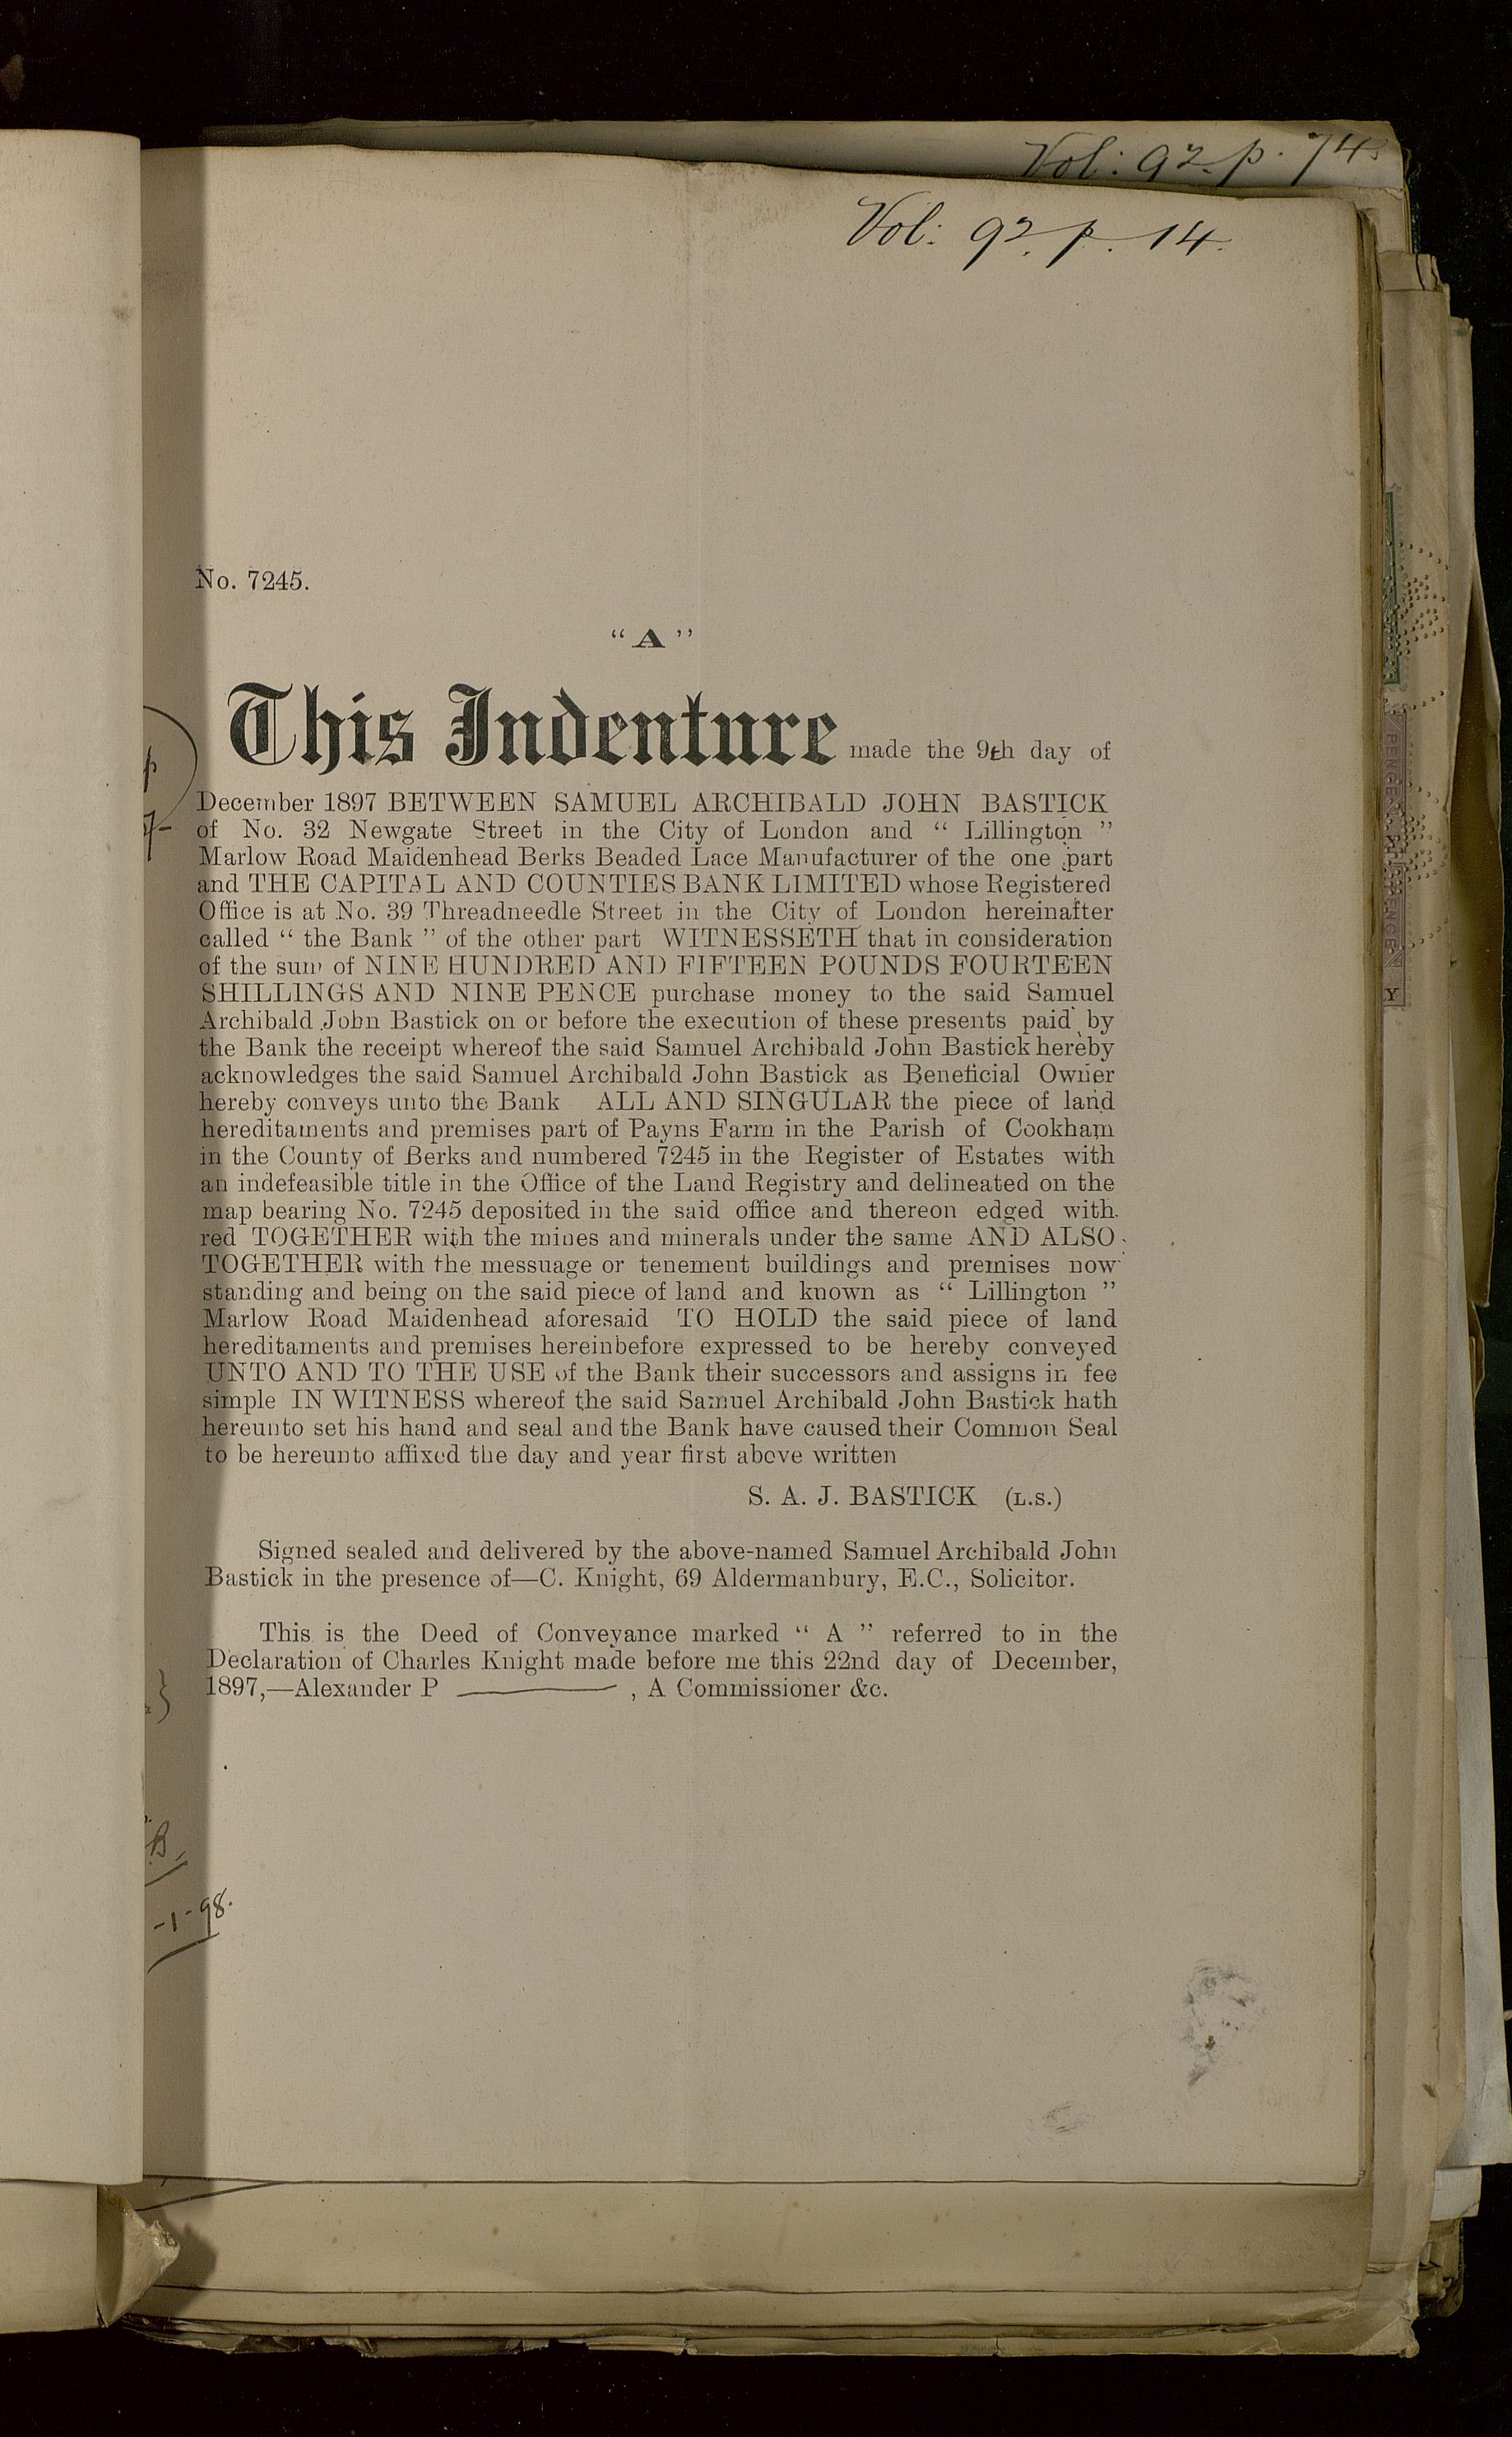 Vol: 92. p. 74
Vol: 92. p. 14.
No. 7245.
“ A ”
This Indenture made the 9th day of
December 1897 BETWEEN SAMUEL ARCHIBALD JOHN BASTICK
of No. 32 Newgate Street in the City of London and “ Lillington ”
Marlow Road Maidenhead Berks Beaded Lace Manufacturer of the one part
and THE CAPITAL AND COUNTIES BANK LIMITED whose Registered
Office is at No. 39 Threadneedle Street in the City of London hereinafter
called “ the Bank ” of the other part WITNESSETH that in consideration
of the sum of NINE HUNDRED AND FIFTEEN POUNDS FOURTEEN
SHILLINGS AND NINE PENCE purchase money to the said Samuel
Archibald John Bastick on or before the execution of these presents paid by
the Bank the receipt whereof the said Samuel Archibald John Bastick hereby
acknowledges the said Samuel Archibald John Bastick as Beneficial Owner
hereby conveys unto the Bank ALL AND SINGULAR the piece of land
hereditaments and premises part of Payns Farm in the Parish of Cookham
in the County of Berks and numbered 7245 in the Register of Estates with
an indefeasible title in the Office of the Land Registry and delineated on the
map bearing No. 7245 deposited in the said office and thereon edged with
red TOGETHER with the mines and minerals under the same AND ALSO
TOGETHER with the messuage or tenement buildings and premises now
standing and being on the said piece of land and known as “ Lillington ”
Marlow Road Maidenhead aforesaid TO HOLD the said piece of land
hereditaments and premises hereinbefore expressed to be hereby conveyed
UNTO AND TO THE USE of the Bank their successors and assigns in fee
simple IN WITNESS whereof the said Samuel Archibald John Bastick hath
hereunto set his hand and seal and the Bank have caused their Common Seal
to be hereunto affixed the day and year first above written
S. A. J. BASTICK (L.S.)
Signed sealed and delivered by the above-named Samuel Archibald John
Bastick in the presence of—C. Knight, 69 Aldermanbury, E.C., Solicitor.
This is the Deed of Conveyance marked “ A ” referred to in the
Declaration of Charles Knight made before me this 22nd day of December,
1897,—Alexander P ———— , A Commissioner &c.
B
-1-98.